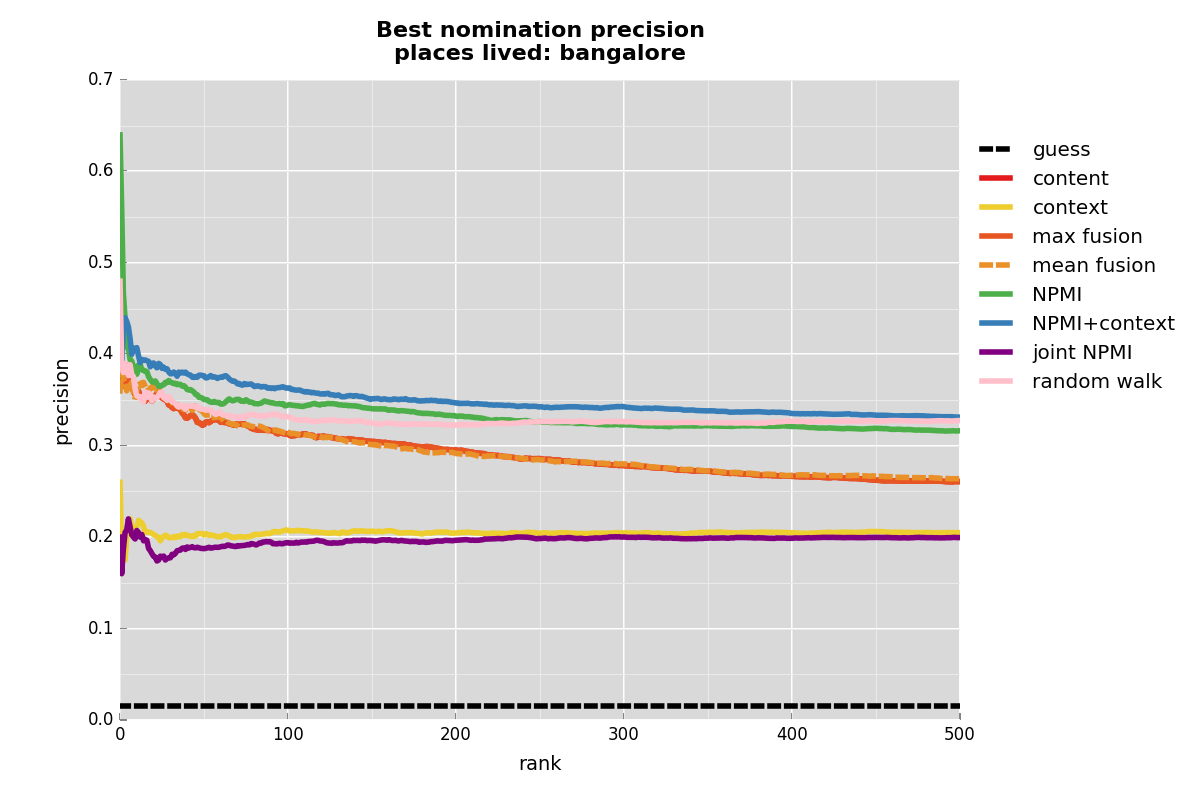 Best nomination precision
places lived: bangalore
precision
0.7
0.6
0.5
0.4
0.3
0.2
0.1
0.0
0
100
200
300
400
500
rank
guess
content
context
max fusion
mean fusion
NPMI
NPMI+context
joint NPMI
random walk